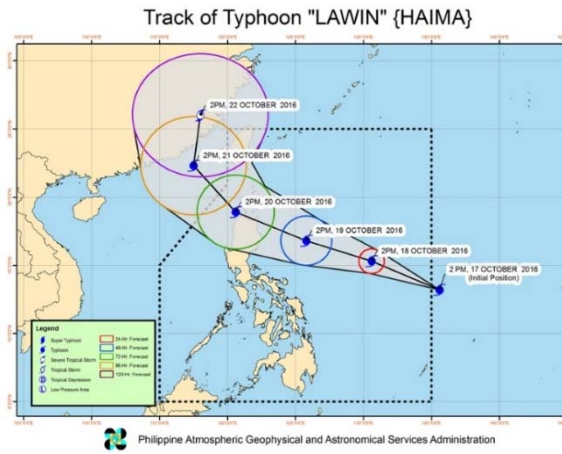 Track of Typhoon "LAWIN" {HAIMA}
2PM, 22 OCTOBER 2016
2PM, 21 OCTOBER 2016
2PM, 20 OCTOBER 2016
2PM, 19 OCTOBER 2016
2PM, 18 OCTOBER 2016
2 PM, 17 OCTOBER 2016
(Initial Position)
Legend
Super Typhoon
Typhoon
Severe Tropical Storm
Tropical Storm
Tropical Depression
Low Pressure Area
24-Hr. Forecast
48-Hr. Forecast
72-Hr. Forecast
96-Hr. Forecast
120-Hr. Forecast
Philippine Atmospheric Geophysical and Astronomical Services Administration